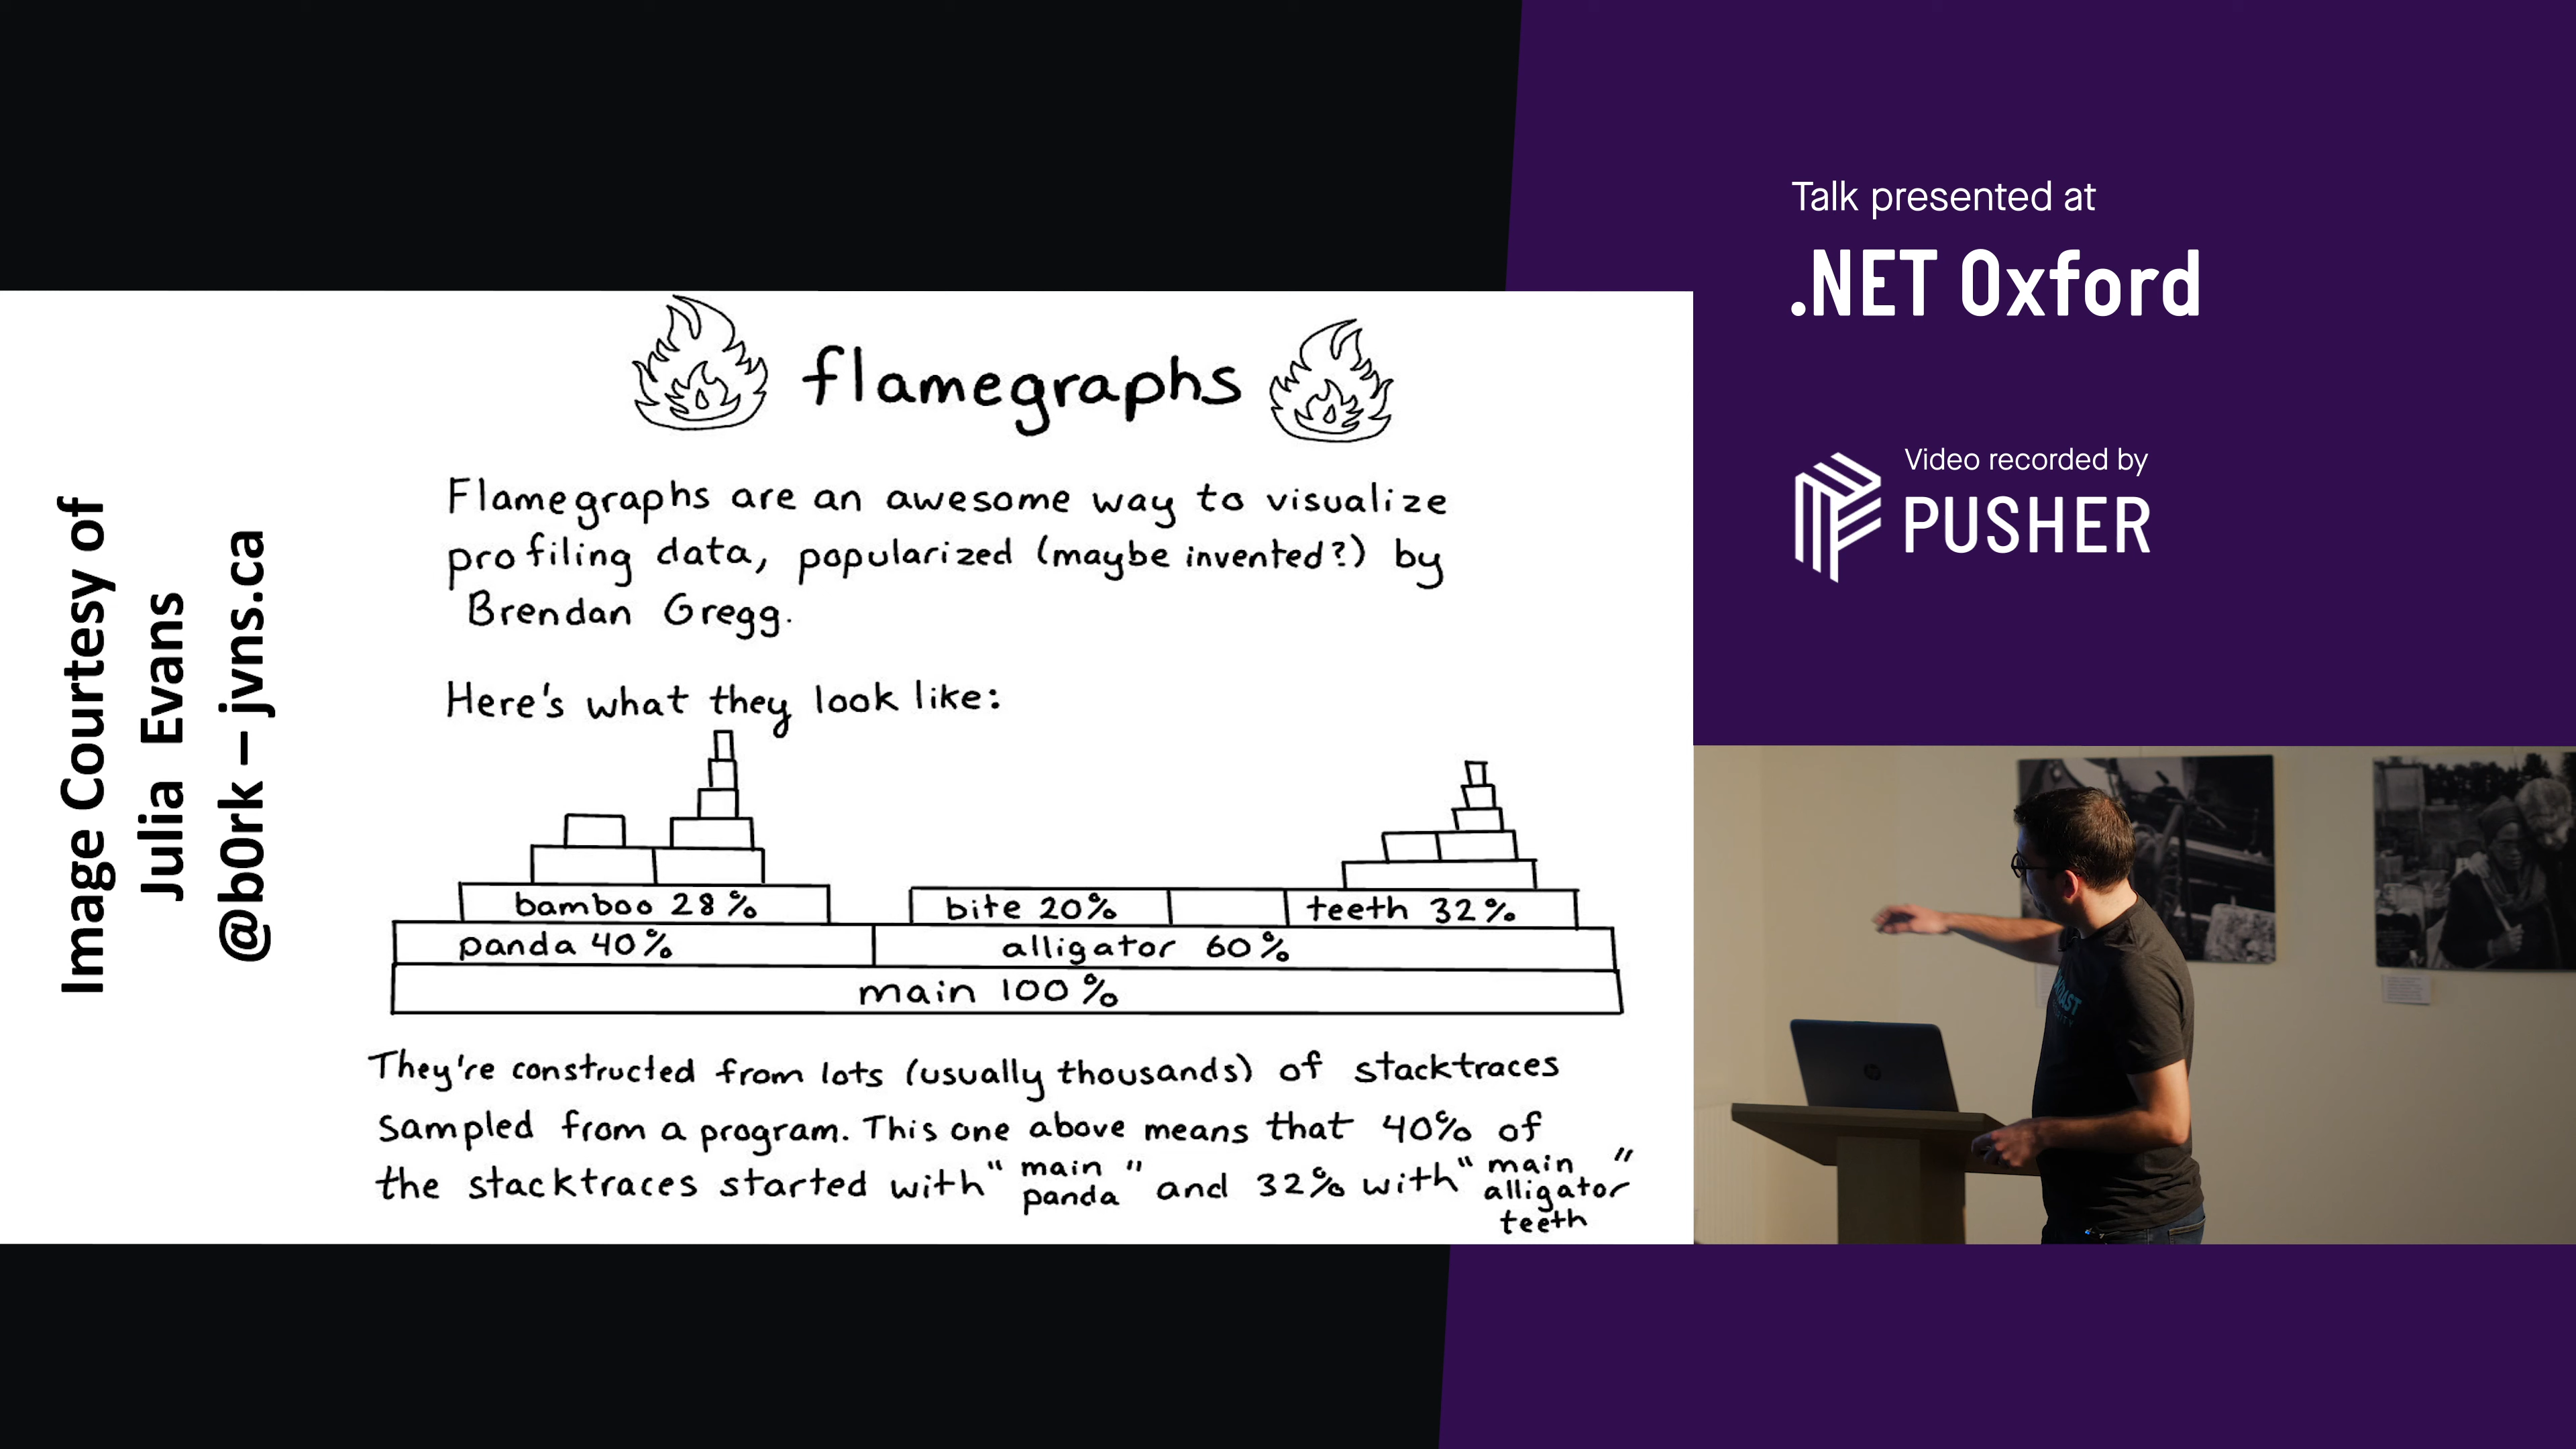 Image Courtesy of
Julia Evans
@b0rk – jvns.ca
flamegraphs
Flamegraphs are an awesome way to visualize
profiling data, popularized (maybe invented?) by
Brendan Gregg.
Here's what they look like:
bamboo 28%
bite 20%
teeth 32%
panda 40%
alligator 60%
main 100%
They're constructed from lots (usually thousands) of stacktraces
sampled from a program. This one above means that 40% of
the stacktraces started with "main panda" and 32% with "main alligator teeth"
Talk presented at
.NET Oxford
Video recorded by
PUSHER